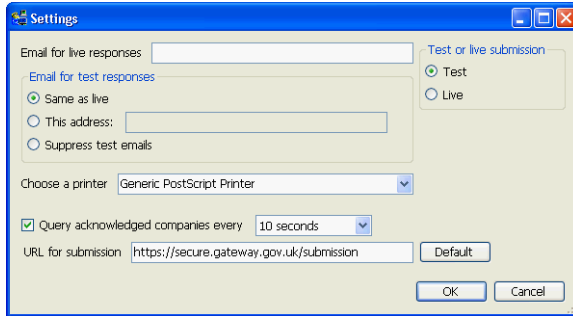 Settings
Email for live responses
Test or live submission
Email for test responses
Test
Same as live
Live
This address:
Suppress test emails
Choose a printer Generic PostScript Printer
Query acknowledged companies every 10 seconds
URL for submission https://secure.gateway.gov.uk/submission Default
OK Cancel